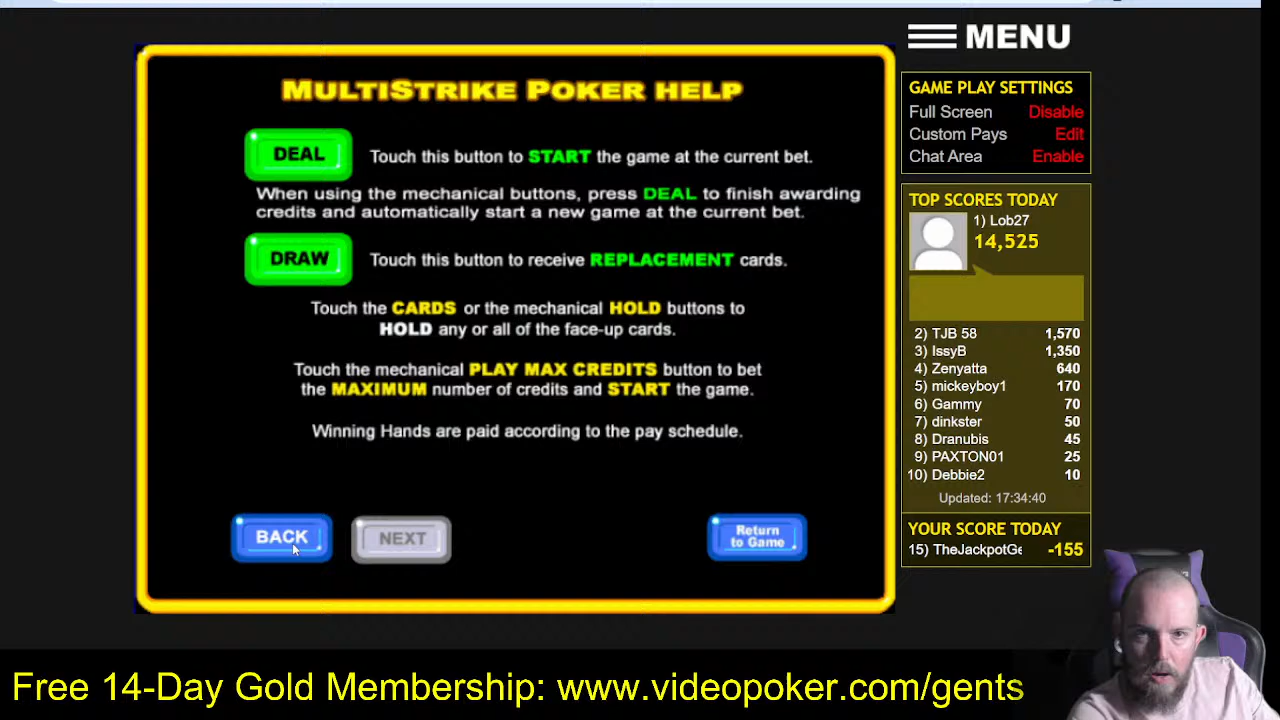 MENU
MULTISTRIKE POKER HELP
DEAL
Touch this button to START the game at the current bet.
When using the mechanical buttons, press DEAL to finish awarding
credits and automatically start a new game at the current bet.
DRAW
Touch this button to receive REPLACEMENT cards.
Touch the CARDS or the mechanical HOLD buttons to
HOLD any or all of the face-up cards.
Touch the mechanical PLAY MAX CREDITS button to bet
the MAXIMUM number of credits and START the game.
Winning Hands are paid according to the pay schedule.
BACK
NEXT
Return
to Game
GAME PLAY SETTINGS
Full Screen Disable
Custom Pays Edit
Chat Area Enable
TOP SCORES TODAY
1) Lob27
14,525
2) TJB 58 1,570
3) IssyB 1,350
4) Zenyatta 640
5) mickeyboy1 170
6) Gammy 70
7) dinkster 50
8) Dranubis 45
9) PAXTON01 25
10) Debbie2 10
Updated: 17:34:40
YOUR SCORE TODAY
15) TheJackpotGe -155
Free 14-Day Gold Membership: www.videopoker.com/gents